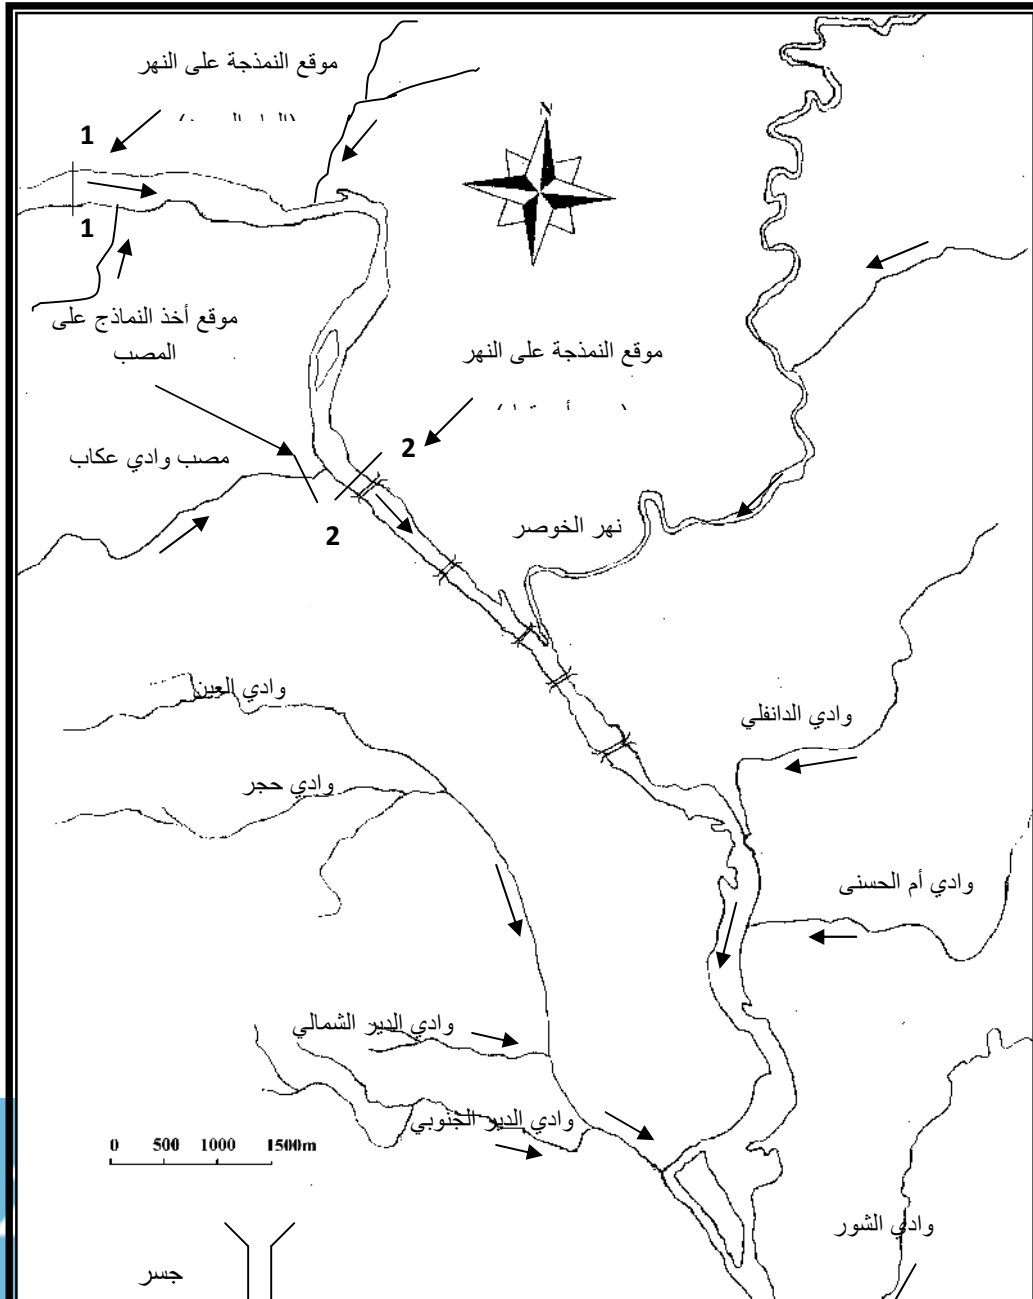 موقع النمذجة على النهر
1
1
N
موقع أخذ النماذج على
المصب
موقع النمذجة على النهر
2
2
مصب وادي عكاب
نهر الخوصر
وادي العين
وادي الدانفلي
وادي حجر
وادي أم الحسنى
وادي الدير الشمالي
وادي الدير الجنوبي
0 500 1000 1500m
وادي الشور
جسر